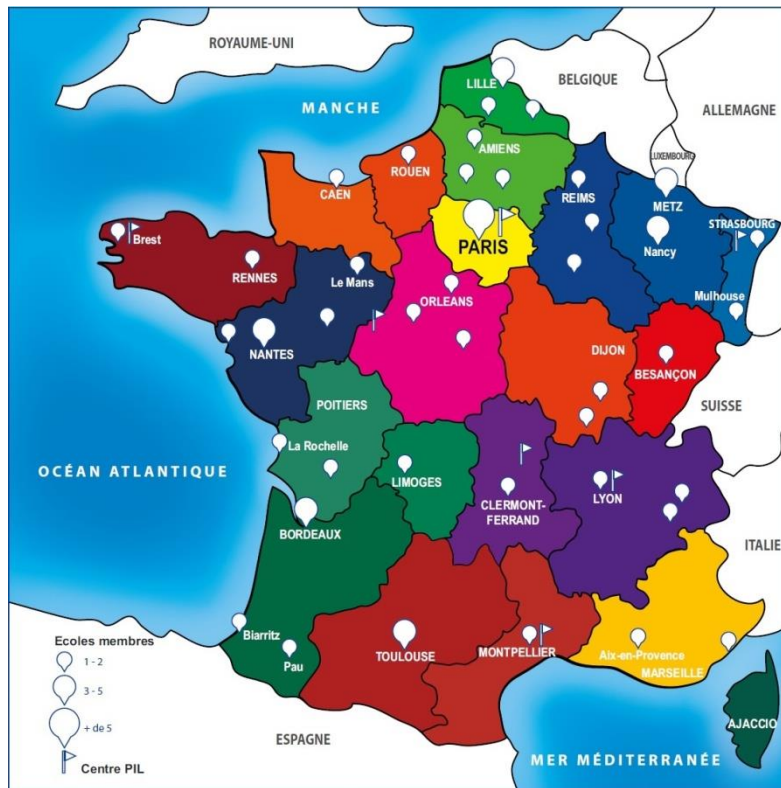 ROYAUME-UNI
BELGIQUE
LILLE
MANCHE
ALLEMAGNE
AMIENS
LUXEMBOURG
ROUEN
CAEN
REIMS
METZ
STRASBOURG
PARIS
Brest
Nancy
RENNES
Le Mans
Mulhouse
ORLEANS
NANTES
DIJON
BESANÇON
POITIERS
SUISSE
La Rochelle
OCÉAN ATLANTIQUE
LIMOGES
LYON
CLERMONT-
FERRAND
BORDEAUX
ITALIE
Ecoles membres
1 - 2
3 - 5
+ de 5
Centre PIL
Biarritz
Pau
TOULOUSE
MONTPELLIER
Aix-en-Provence
MARSEILLE
AJACCIO
ESPAGNE
MER MÉDITERRANÉE